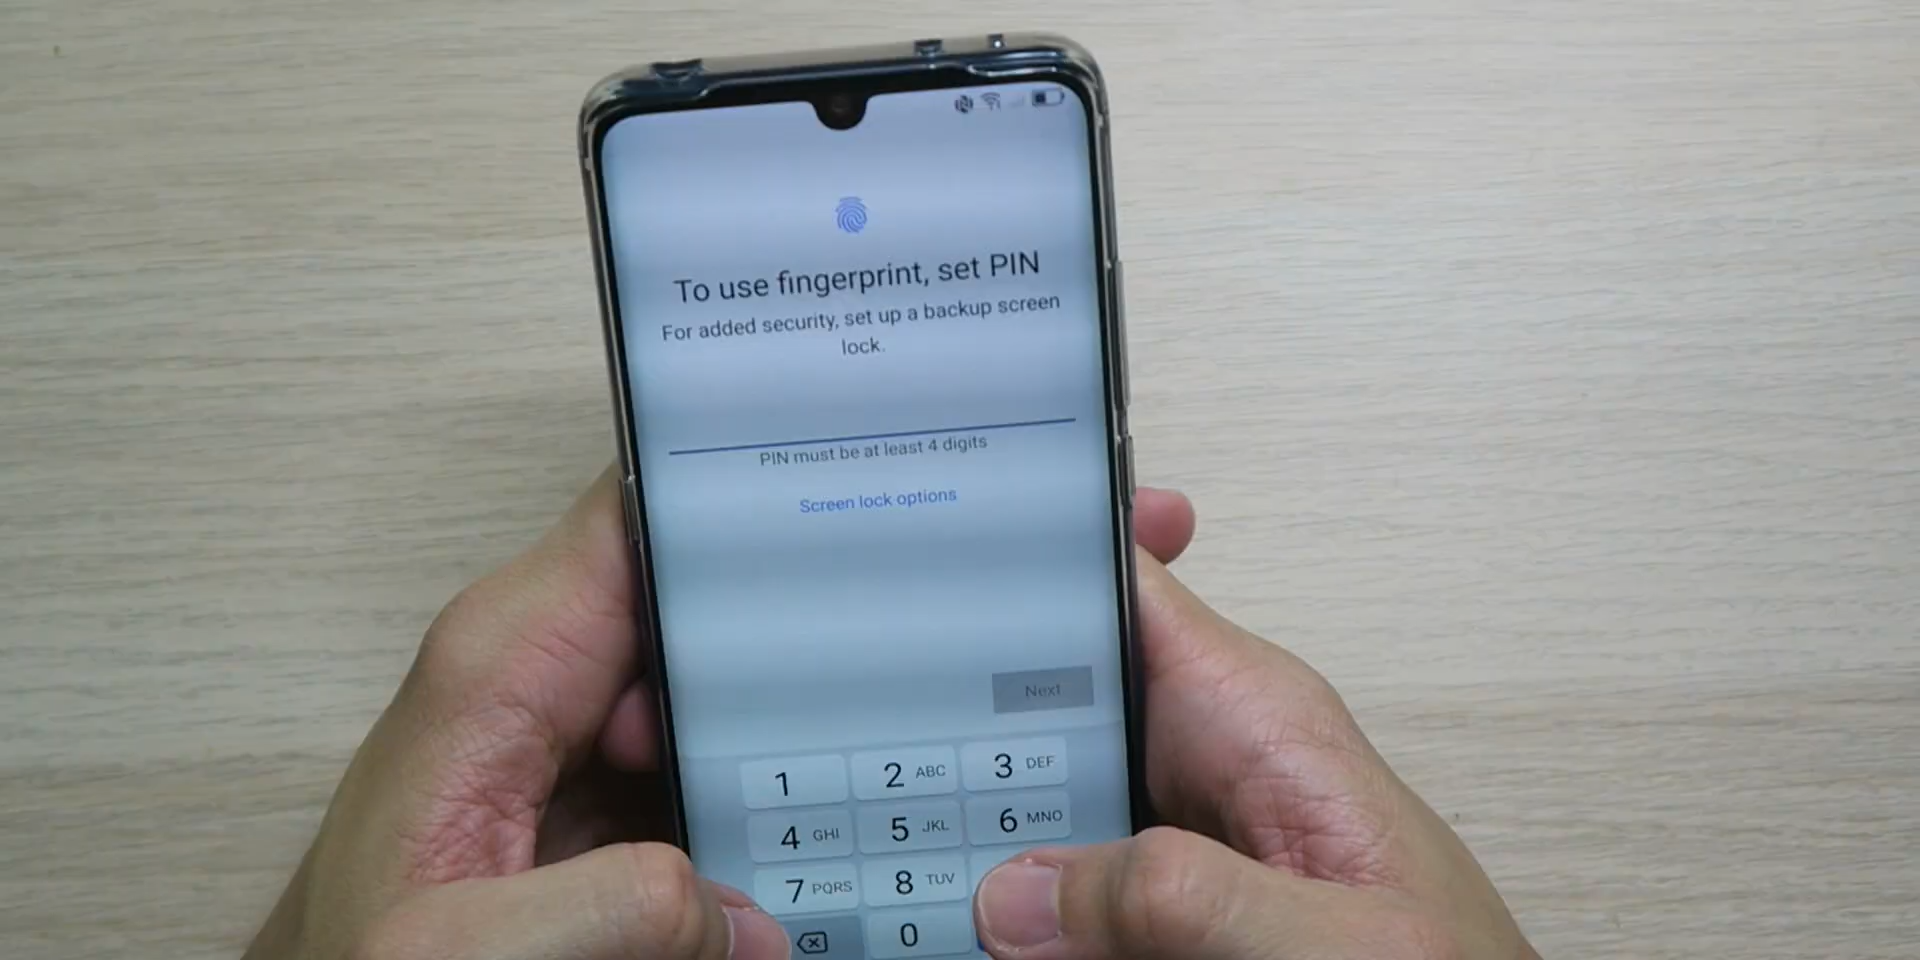 To use fingerprint, set PIN
For added security, set up a backup screen
lock.
PIN must be at least 4 digits
Screen lock options
Next
1
2 ABC
3 DEF
4 GHI
5 JKL
6 MNO
7 PQRS
8 TUV
0